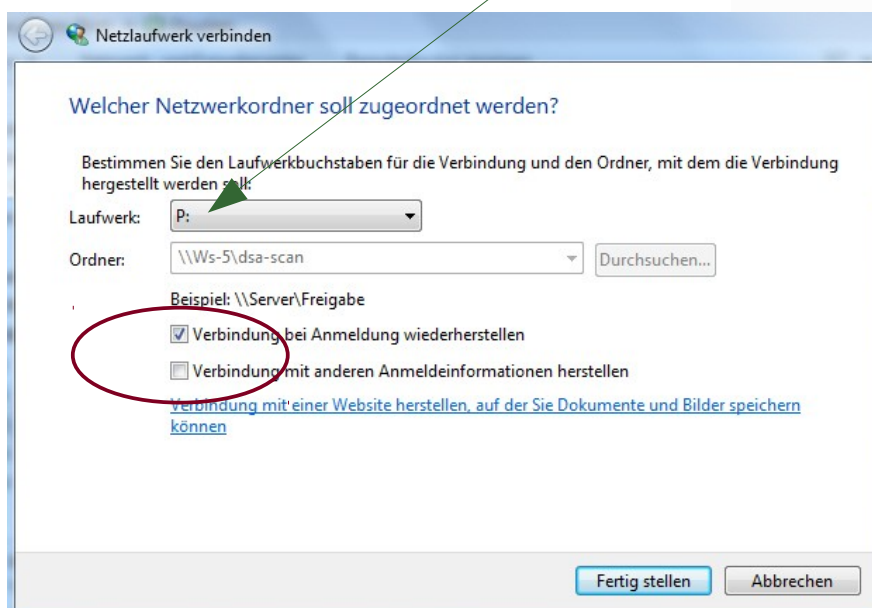 Netzlaufwerk verbinden
Welcher Netzwerkordner soll zugeordnet werden?
Bestimmen Sie den Laufwerkbuchstaben für die Verbindung und den Ordner, mit dem die Verbindung
hergestellt werden soll:
Laufwerk: P:
Ordner: \\Ws-5\dsa-scan Durchsuchen...
Beispiel: \\Server\Freigabe
Verbindung bei Anmeldung wiederherstellen
Verbindung mit anderen Anmeldeinformationen herstellen
Verbindung mit einer Website herstellen, auf der Sie Dokumente und Bilder speichern
können
Fertig stellen Abbrechen